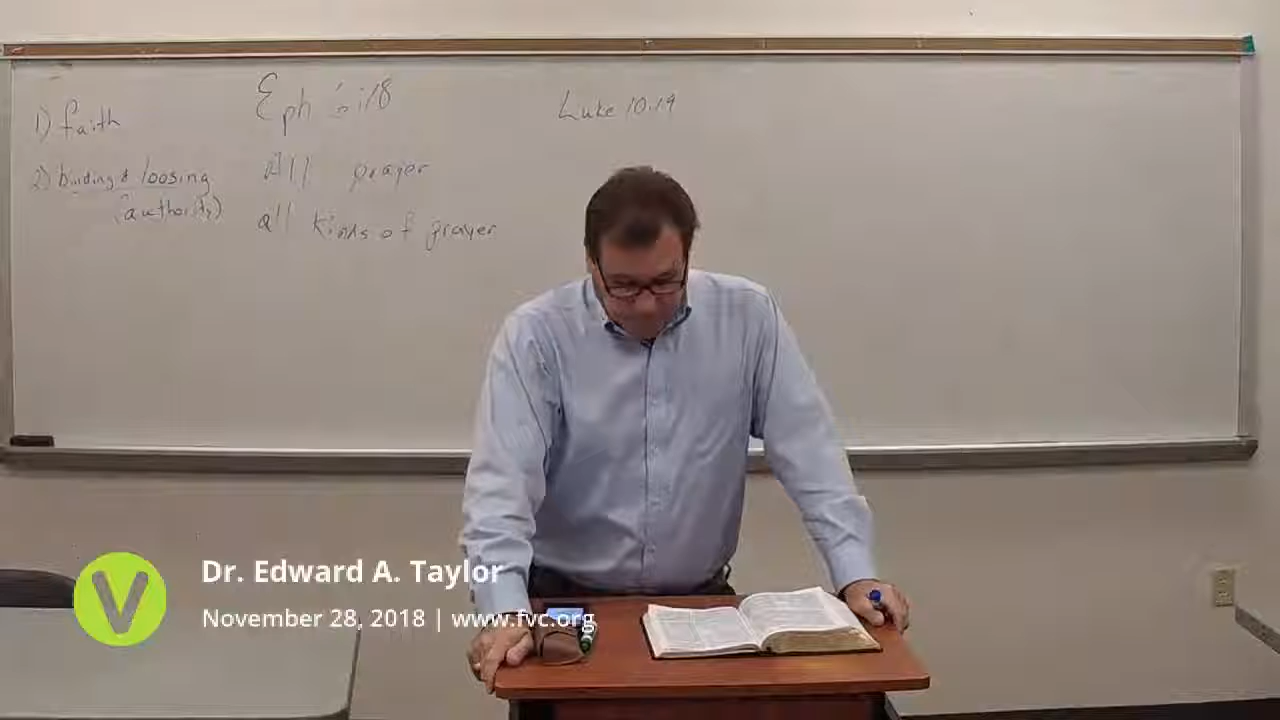 1) faith
2) binding & loosing
(authority)
Eph 6:18
All prayer
all kinds of prayer
Luke 10:19
V
Dr. Edward A. Taylor
November 28, 2018 | www.fvc.org